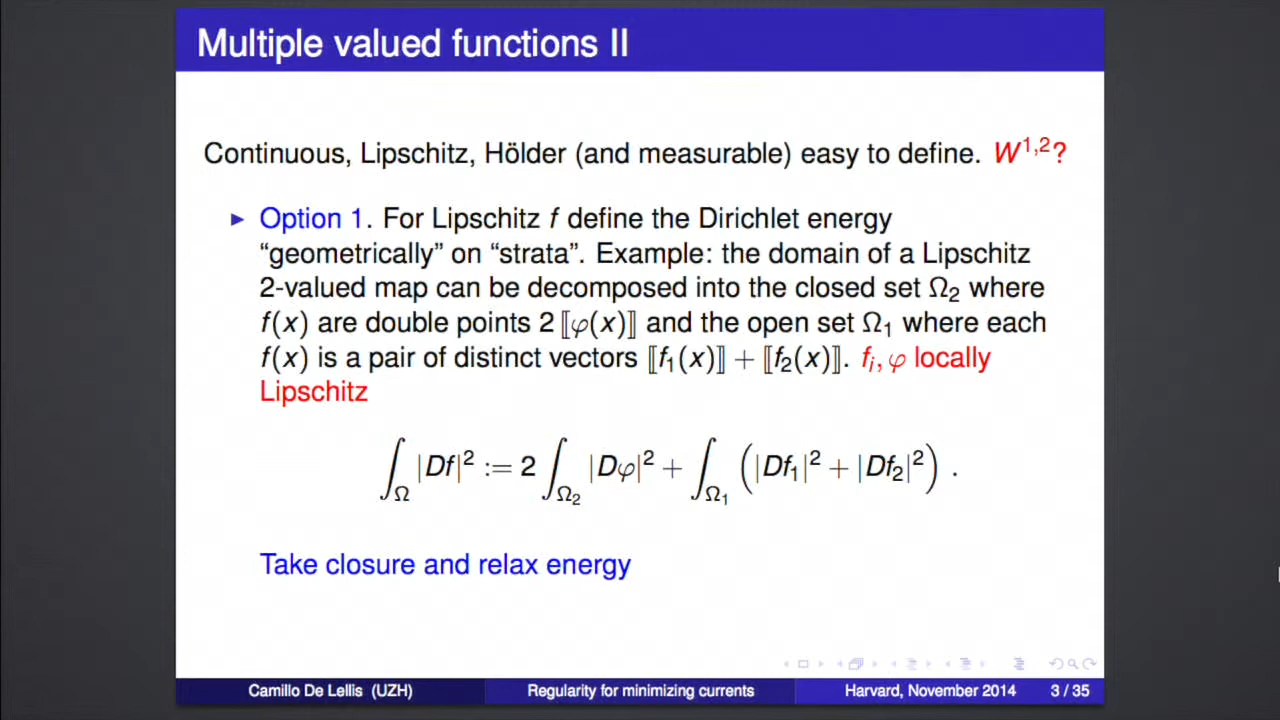 Multiple valued functions II
Continuous, Lipschitz, Hölder (and measurable) easy to define. W^{1,2}?
▶ Option 1. For Lipschitz f define the Dirichlet energy
“geometrically” on “strata”. Example: the domain of a Lipschitz
2-valued map can be decomposed into the closed set Ω₂ where
f(x) are double points 2⟦φ(x)⟧ and the open set Ω₁ where each
f(x) is a pair of distinct vectors ⟦f₁(x)⟧ + ⟦f₂(x)⟧. f_i, φ locally
Lipschitz
∫_Ω |Df|² := 2 ∫_{Ω₂} |Dφ|² + ∫_{Ω₁} (|Df₁|² + |Df₂|²) .
Take closure and relax energy
Camillo De Lellis (UZH) Regularity for minimizing currents Harvard, November 2014 3 / 35